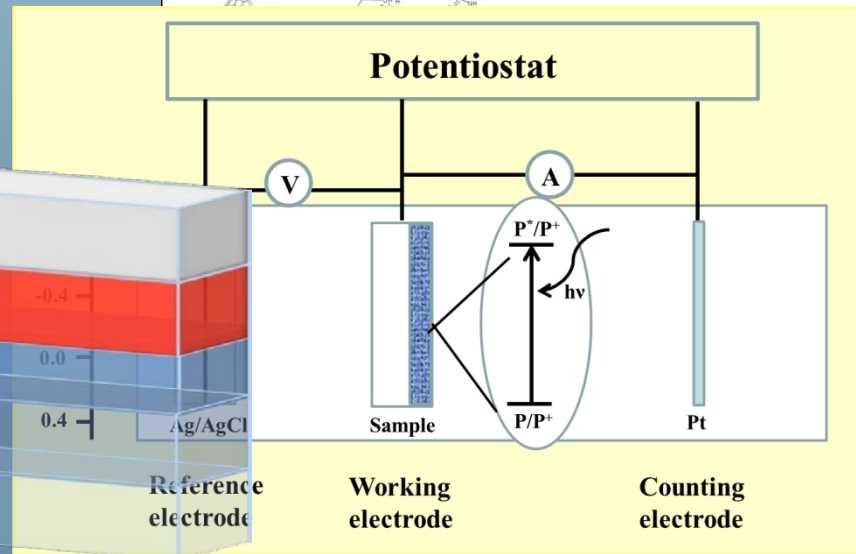 Potentiostat
V
A
P*/P+
-0.4
hν
0.0
0.4
Ag/AgCl
Sample
P/P+
Pt
Reference
electrode
Working
electrode
Counting
electrode